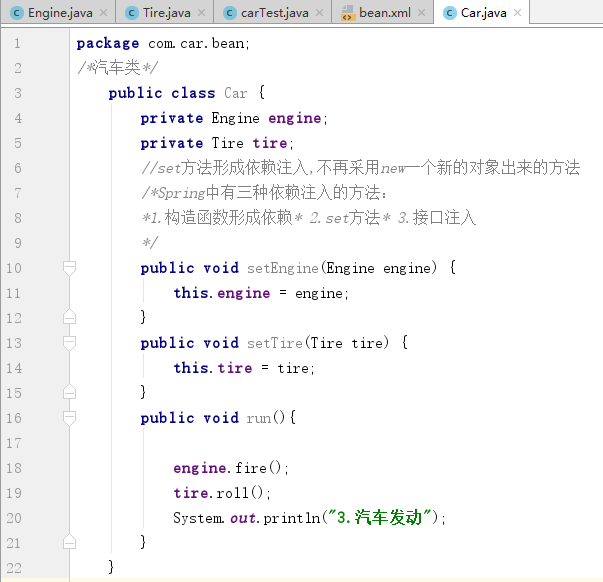 Engine.java × Tire.java × carTest.java × bean.xml × Car.java ×
1 package com.car.bean;
2 /*汽车类*/
3 public class Car {
4 private Engine engine;
5 private Tire tire;
6 //set方法形成依赖注入,不再采用new一个新的对象出来的方法
7 /*Spring中有三种依赖注入的方法:
8 *1.构造函数形成依赖* 2.set方法* 3.接口注入
9 */
10 public void setEngine(Engine engine) {
11 this.engine = engine;
12 }
13 public void setTire(Tire tire) {
14 this.tire = tire;
15 }
16 public void run(){
17
18 engine.fire();
19 tire.roll();
20 System.out.println("3.汽车发动");
21 }
22 }